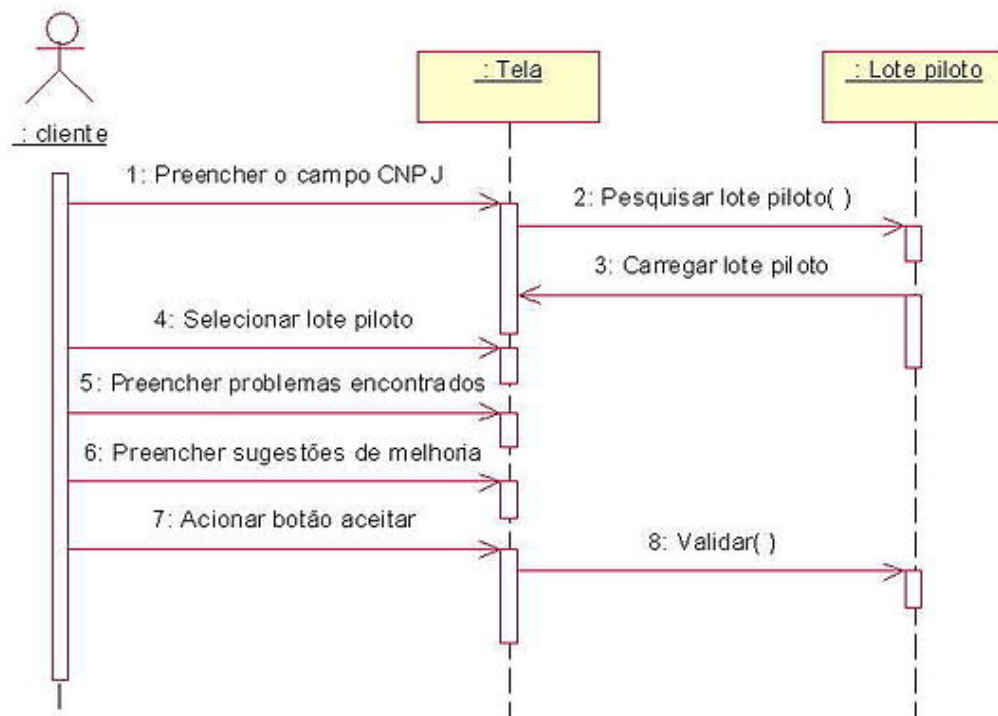 : Tela
: Lote piloto
: cliente
1: Preencher o campo CNPJ
2: Pesquisar lote piloto( )
3: Carregar lote piloto
4: Selecionar lote piloto
5: Preencher problemas encontrados
6: Preencher sugestões de melhoria
7: Acionar botão aceitar
8: Validar( )